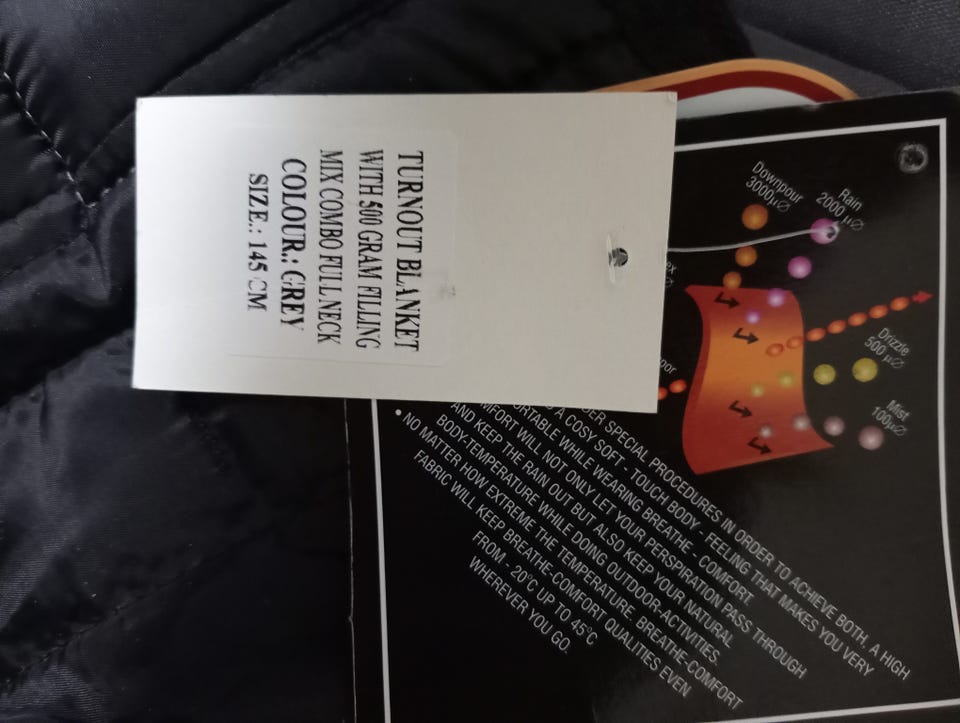 TURNOUT BLANKET
WITH 500 GRAM FILLING
MIX COMBO FULL NECK
COLOUR.: GREY
SIZE.: 145 CM
Downpour
3000µ∅
Rain
2000 µ∅
Drizzle
500 µ∅
Mist
100µ∅
SPECIAL PROCEDURES IN ORDER TO ACHIEVE BOTH, A HIGH
A COSY SOFT - TOUCH BODY - FEELING THAT MAKES YOU VERY
WHILE WEARING BREATHE - COMFORT.
WILL NOT ONLY LET YOUR PERSPIRATION PASS THROUGH
AND KEEP THE RAIN OUT BUT ALSO KEEP YOUR NATURAL
BODY-TEMPERATURE WHILE DOING OUTDOOR-ACTIVITIES.
• NO MATTER HOW EXTREME THE TEMPERATURE. BREATHE-COMFORT
FABRIC WILL KEEP BREATHE-COMFORT QUALITIES EVEN
FROM - 20°C UP TO 45°C
WHEREVER YOU GO.